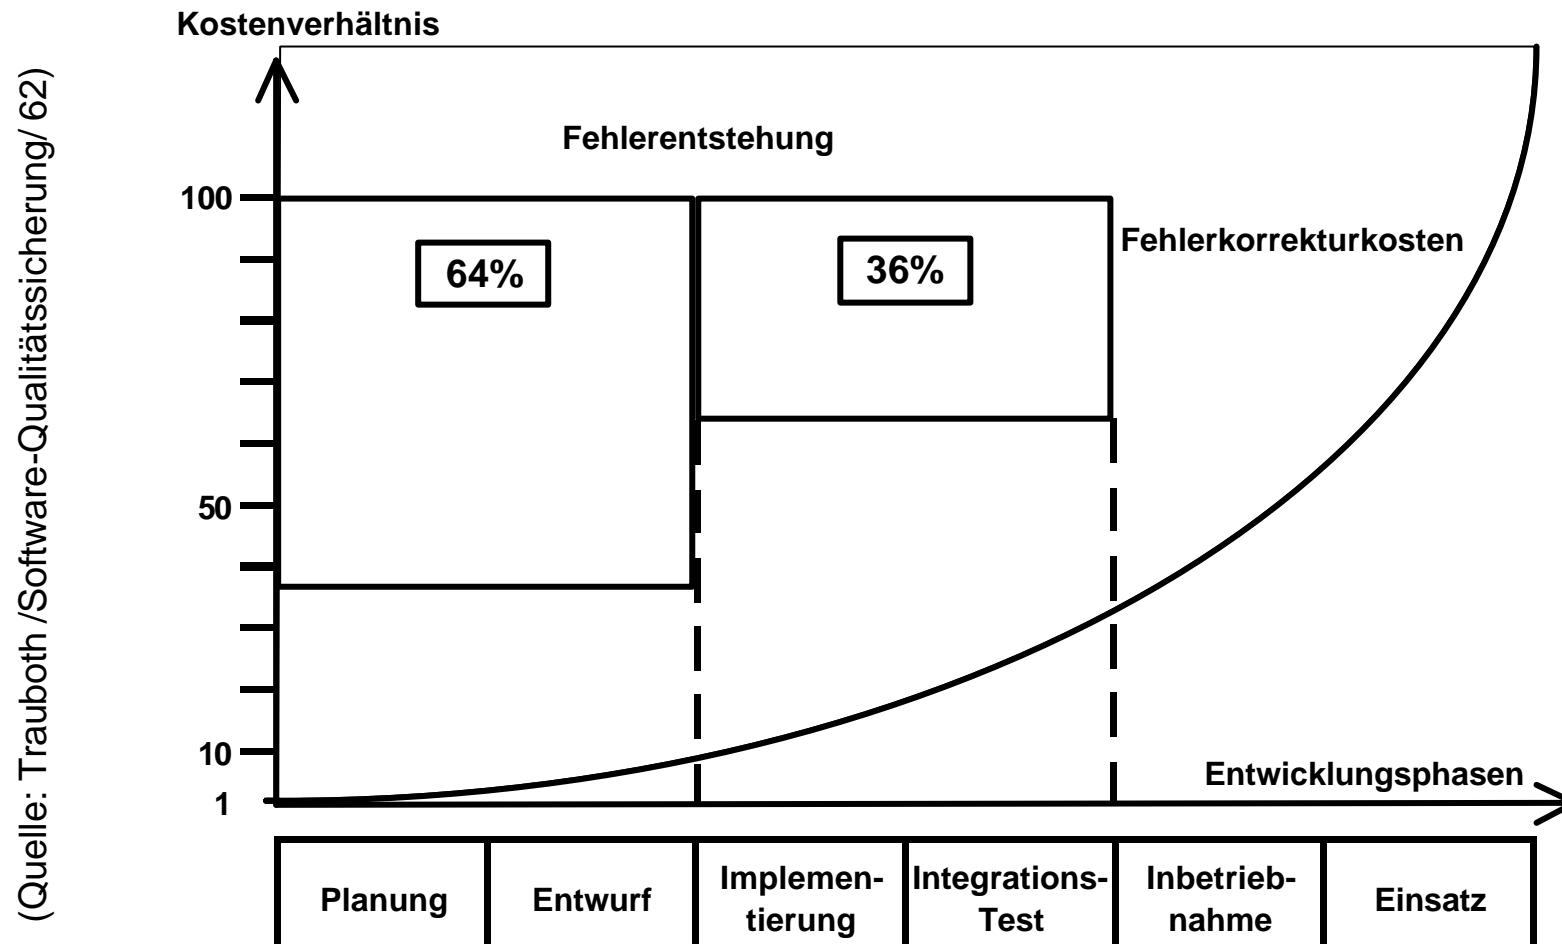 Kostenverhältnis
(Quelle: Trauboth /Software-Qualitätssicherung/ 62)
Fehlerentstehung
100
64%
36%
Fehlerkorrekturkosten
50
10
1
Entwicklungsphasen
Planung
Entwurf
Implemen-
tierung
Integrations-
Test
Inbetrieb-
nahme
Einsatz